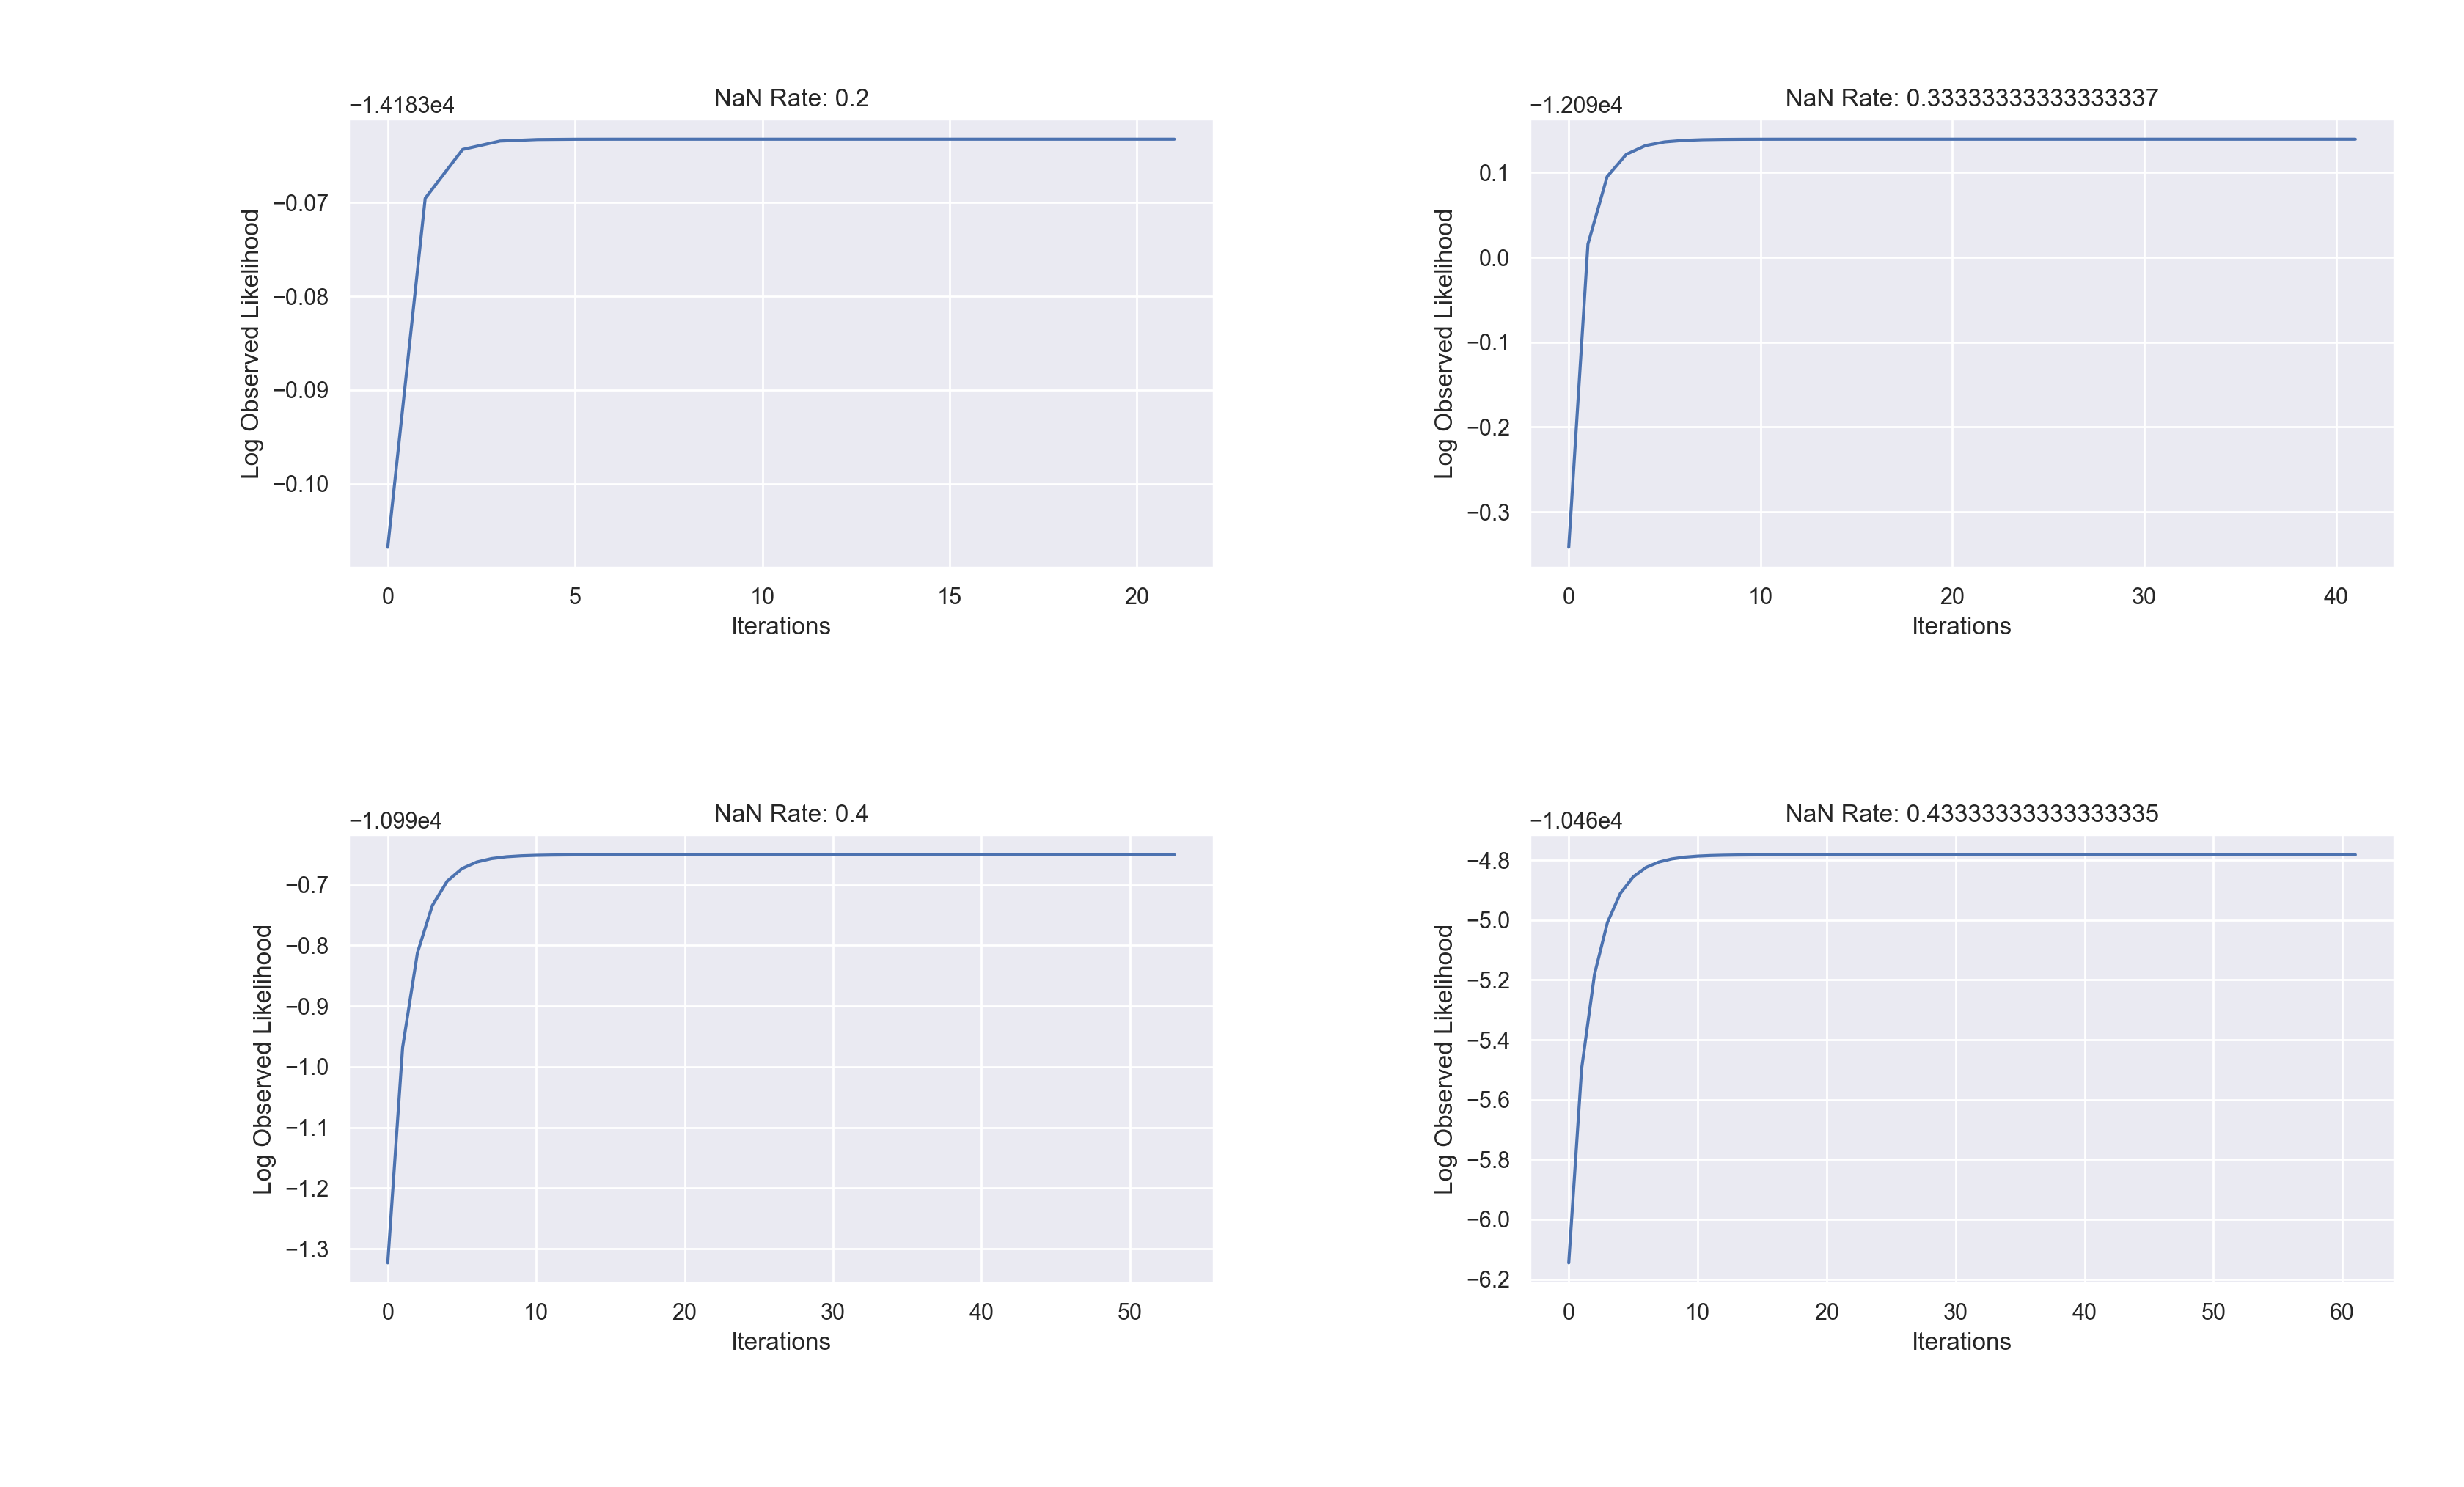 NaN Rate: 0.2
−1.4183e4
Log Observed Likelihood
−0.07
−0.08
−0.09
−0.10
0 5 10 15 20
Iterations
NaN Rate: 0.33333333333333337
−1.209e4
Log Observed Likelihood
0.1
0.0
−0.1
−0.2
−0.3
0 10 20 30 40
Iterations
NaN Rate: 0.4
−1.099e4
Log Observed Likelihood
−0.7
−0.8
−0.9
−1.0
−1.1
−1.2
−1.3
0 10 20 30 40 50
Iterations
NaN Rate: 0.43333333333333335
−1.046e4
Log Observed Likelihood
−4.8
−5.0
−5.2
−5.4
−5.6
−5.8
−6.0
−6.2
0 10 20 30 40 50 60
Iterations